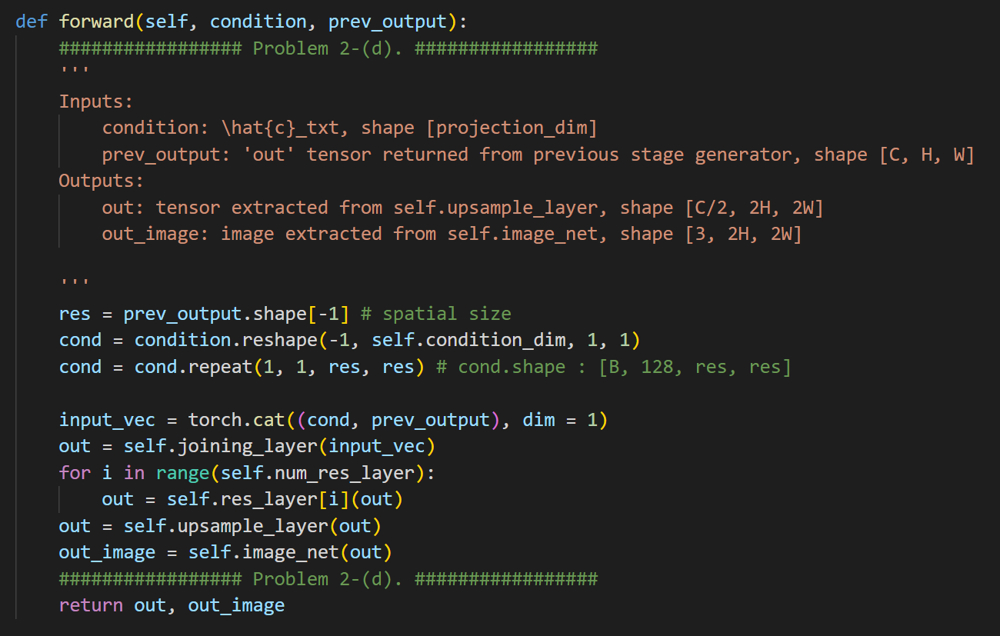 def forward(self, condition, prev_output):
################# Problem 2-(d). #################
'''
Inputs:
condition: \hat{c}_txt, shape [projection_dim]
prev_output: 'out' tensor returned from previous stage generator, shape [C, H, W]
Outputs:
out: tensor extracted from self.upsample_layer, shape [C/2, 2H, 2W]
out_image: image extracted from self.image_net, shape [3, 2H, 2W]
'''
res = prev_output.shape[-1] # spatial size
cond = condition.reshape(-1, self.condition_dim, 1, 1)
cond = cond.repeat(1, 1, res, res) # cond.shape : [B, 128, res, res]
input_vec = torch.cat((cond, prev_output), dim = 1)
out = self.joining_layer(input_vec)
for i in range(self.num_res_layer):
out = self.res_layer[i](out)
out = self.upsample_layer(out)
out_image = self.image_net(out)
################# Problem 2-(d). #################
return out, out_image